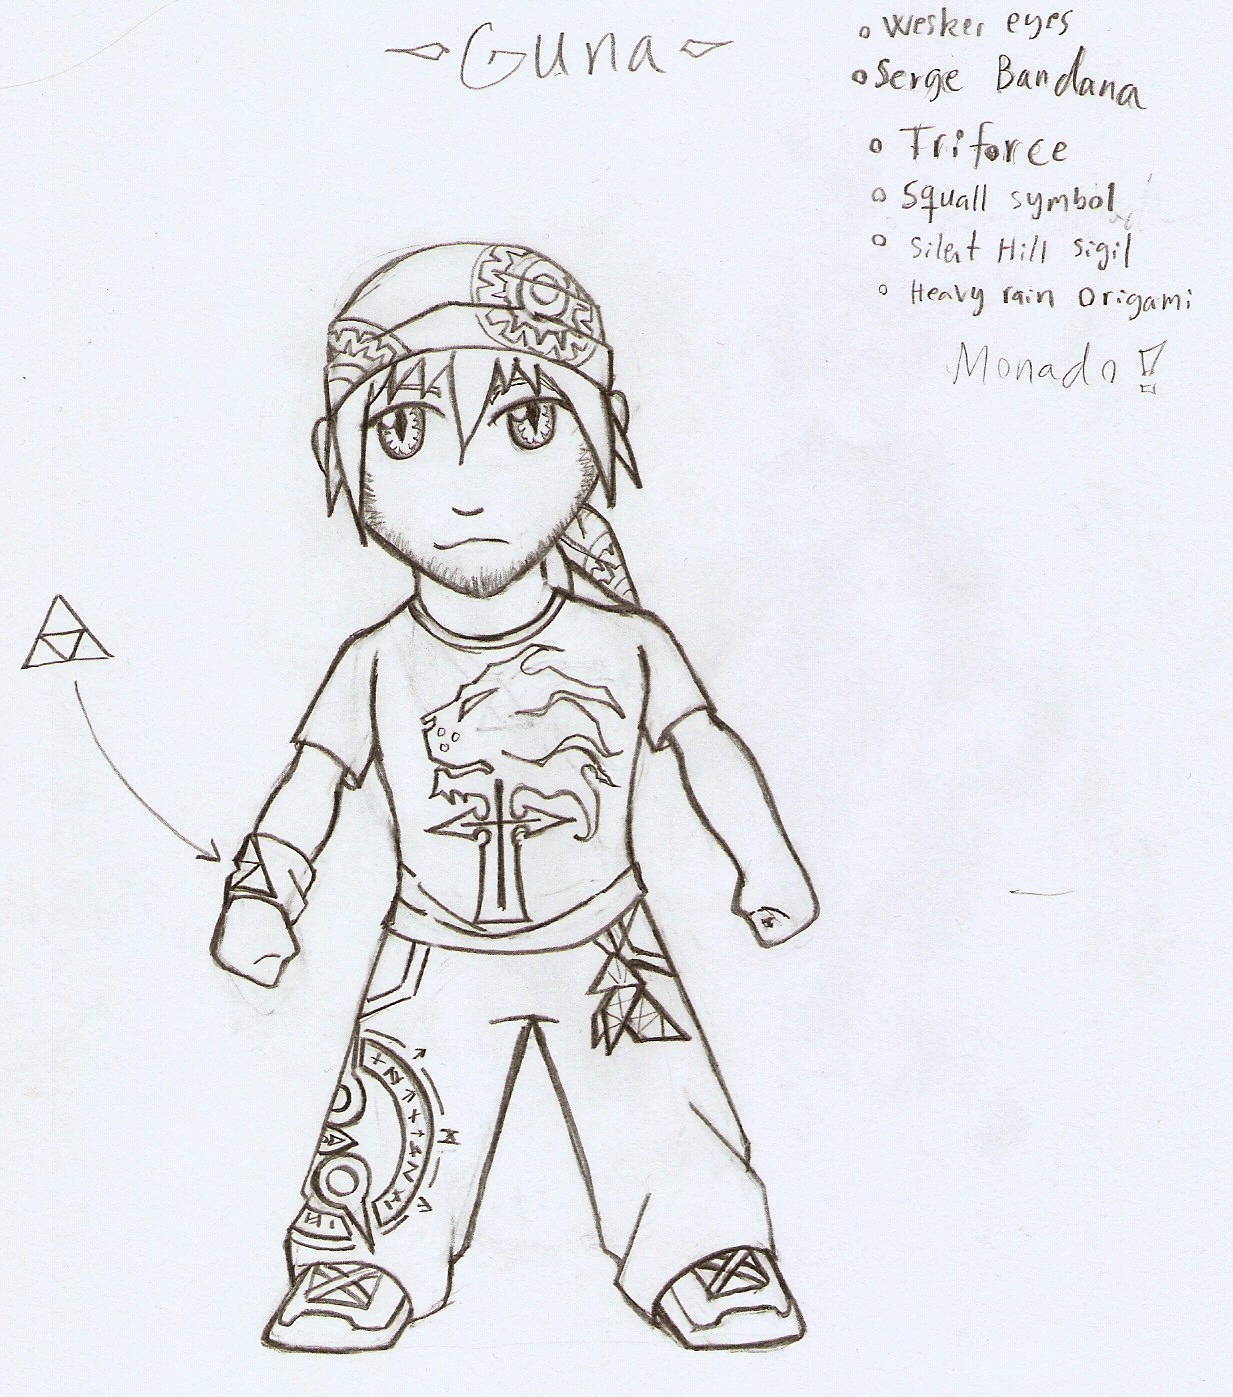 Guna
Wesker eyes
Serge Bandana
Triforce
Squall symbol
Silent Hill Sigil
Heavy rain Origami
Monado!